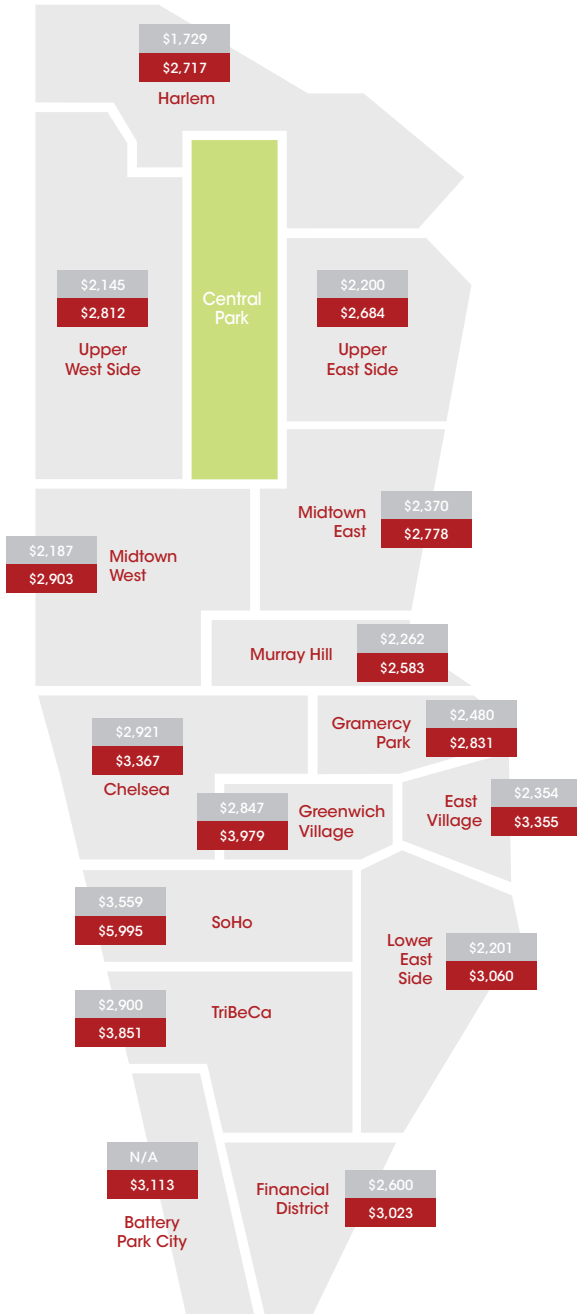 $1,729
$2,717
Harlem
$2,145
$2,812
Upper
West Side
Central
Park
$2,200
$2,684
Upper
East Side
Midtown
East
$2,370
$2,778
$2,187
$2,903
Midtown
West
Murray Hill
$2,262
$2,583
$2,921
$3,367
Chelsea
Gramercy
Park
$2,480
$2,831
$2,847
$3,979
Greenwich
Village
East
Village
$2,354
$3,355
$3,559
$5,995
SoHo
Lower
East
Side
$2,201
$3,060
$2,900
$3,851
TriBeCa
N/A
$3,113
Battery
Park City
Financial
District
$2,600
$3,023